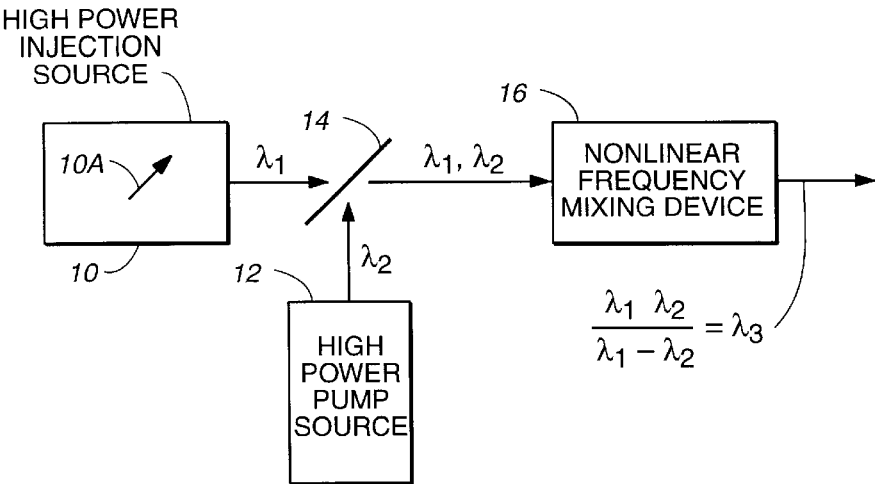 HIGH POWER
INJECTION
SOURCE
10A
10
λ1
14
λ1, λ2
16
NONLINEAR
FREQUENCY
MIXING DEVICE
λ2
12
HIGH
POWER
PUMP
SOURCE
λ1 λ2
λ1 – λ2
= λ3